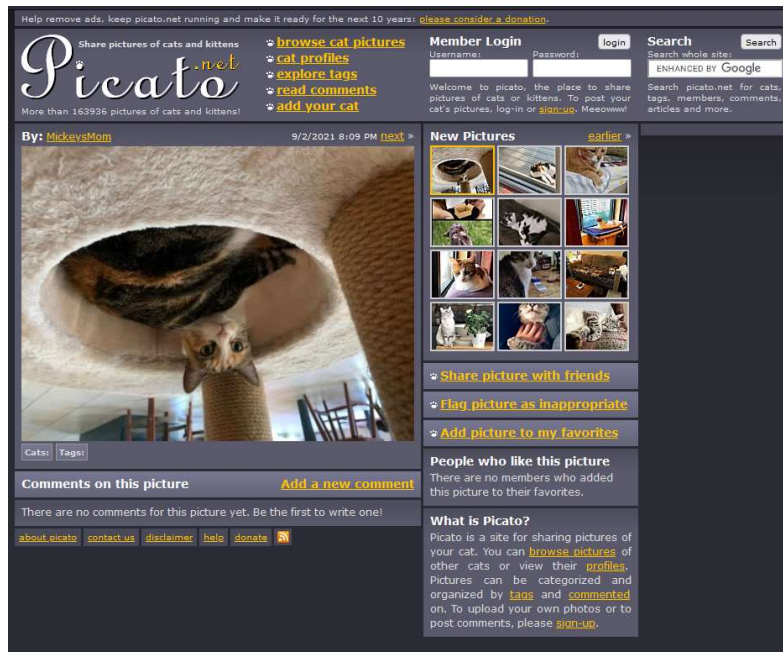 Help remove ads, keep picato.net running and make it ready for the next 10 years: please consider a donation.
Share pictures of cats and kittens
Picato.net
More than 163936 pictures of cats and kittens!
browse cat pictures
cat profiles
explore tags
read comments
add your cat
Member Login
login
Username:
Password:
Welcome to picato, the place to share
pictures of cats or kittens. To post your
cat's pictures, log-in or sign-up. Meeowww!
Search
Search
Search whole site:
ENHANCED BY Google
Search picato.net for cats,
tags, members, comments,
articles and more.
By: MickeysMom
9/2/2021 8:09 PM next »
Cats:
Tags:
Comments on this picture
Add a new comment
There are no comments for this picture yet. Be the first to write one!
about picato
contact us
disclaimer
help
donate
New Pictures
earlier »
Share picture with friends
Flag picture as inappropriate
Add picture to my favorites
People who like this picture
There are no members who added
this picture to their favorites.
What is Picato?
Picato is a site for sharing pictures of
your cat. You can browse pictures of
other cats or view their profiles.
Pictures can be categorized and
organized by tags and commented
on. To upload your own photos or to
post comments, please sign-up.